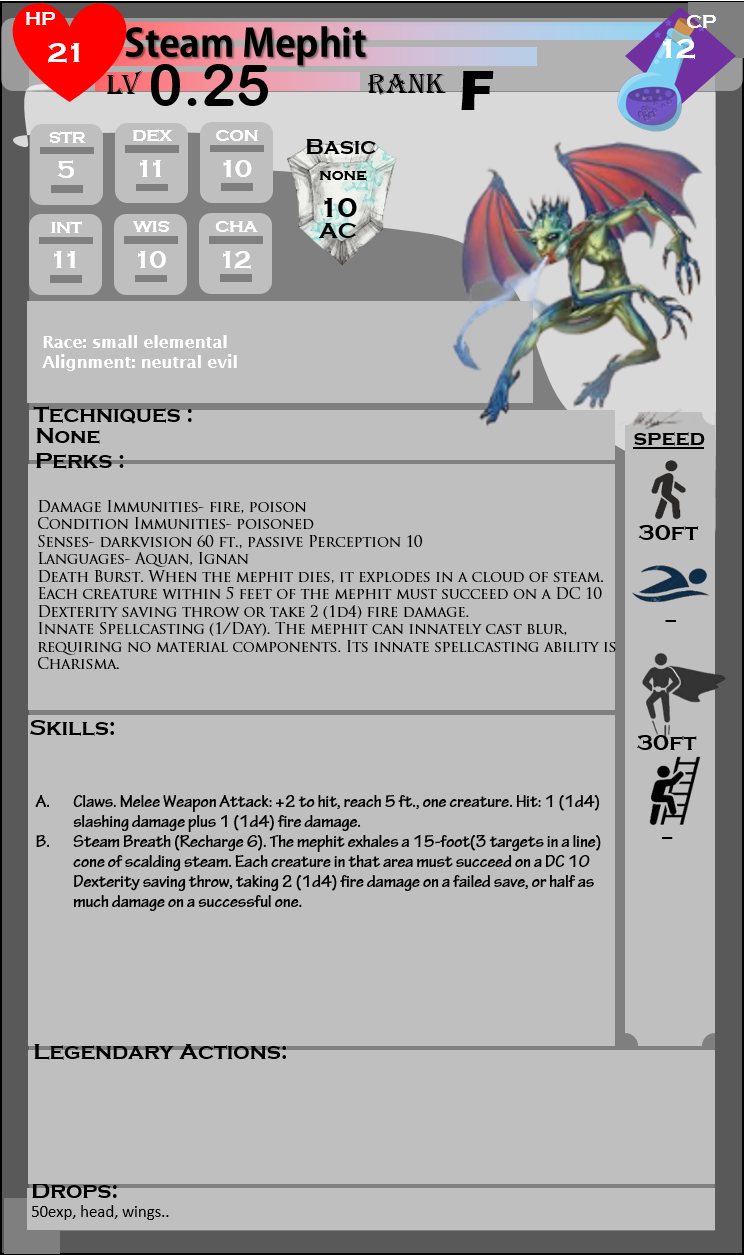 HP
21
Steam Mephit
CP
12
LV 0.25 RANK F
STR
5
DEX
11
CON
10
INT
11
WIS
10
CHA
12
BASIC
NONE
10
AC
Race: small elemental
Alignment: neutral evil
TECHNIQUES :
NONE
PERKS :
DAMAGE IMMUNITIES- FIRE, POISON
CONDITION IMMUNITIES- POISONED
SENSES- DARKVISION 60 FT., PASSIVE PERCEPTION 10
LANGUAGES- AQUAN, IGNAN
DEATH BURST. WHEN THE MEPHIT DIES, IT EXPLODES IN A CLOUD OF STEAM.
EACH CREATURE WITHIN 5 FEET OF THE MEPHIT MUST SUCCEED ON A DC 10
DEXTERITY SAVING THROW OR TAKE 2 (1D4) FIRE DAMAGE.
INNATE SPELLCASTING (1/DAY). THE MEPHIT CAN INNATELY CAST BLUR,
REQUIRING NO MATERIAL COMPONENTS. ITS INNATE SPELLCASTING ABILITY IS
CHARISMA.
SPEED
30FT
–
30FT
–
SKILLS:
A. Claws. Melee Weapon Attack: +2 to hit, reach 5 ft., one creature. Hit: 1 (1d4)
slashing damage plus 1 (1d4) fire damage.
B. Steam Breath (Recharge 6). The mephit exhales a 15-foot(3 targets in a line)
cone of scalding steam. Each creature in that area must succeed on a DC 10
Dexterity saving throw, taking 2 (1d4) fire damage on a failed save, or half as
much damage on a successful one.
LEGENDARY ACTIONS:
DROPS:
50exp, head, wings..